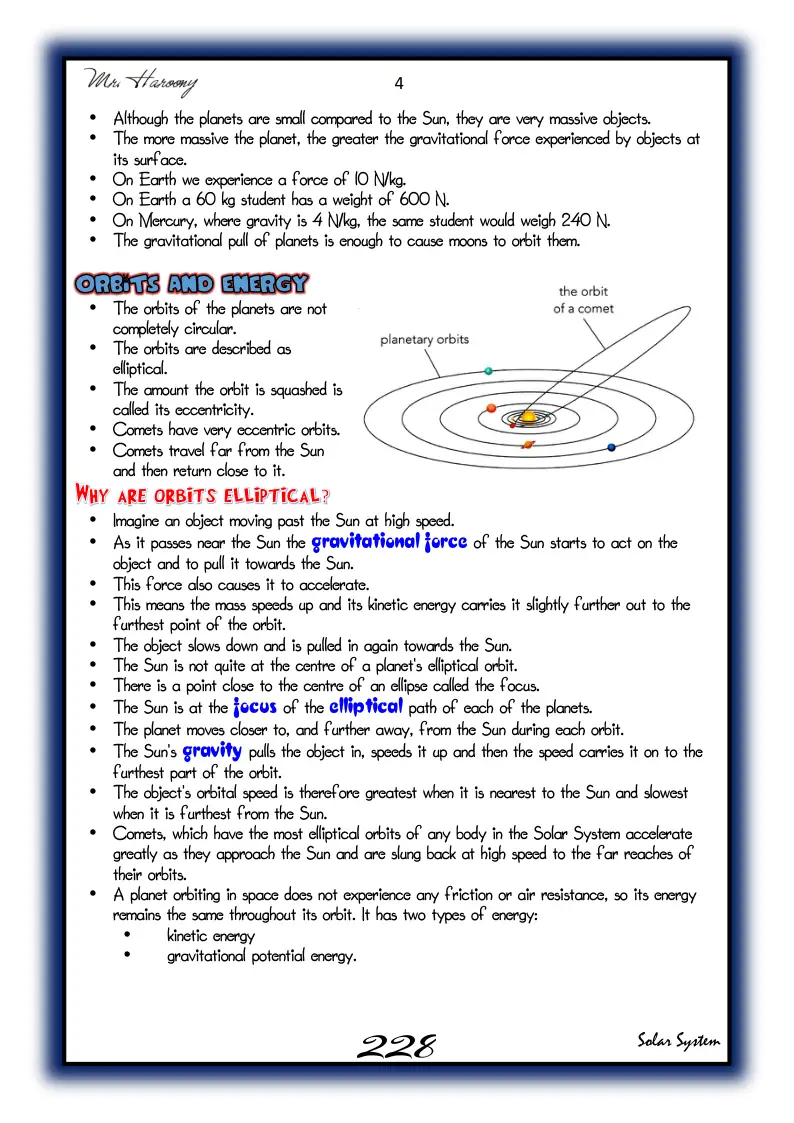 Mr. Haroony
4
• Although the planets are small compared to the Sun, they are very massive objects.
• The more massive the planet, the greater the gravitational force experienced by objects at
its surface.
• On Earth we experience a force of 10 N/kg.
• On Earth a 60 kg student has a weight of 600 N.
• On Mercury, where gravity is 4 N/kg, the same student would weigh 240 N.
• The gravitational pull of planets is enough to cause moons to orbit them.
ORBITS AND ENERGY
• The orbits of the planets are not
completely circular.
• The orbits are described as
elliptical.
• The amount the orbit is squashed is
called its eccentricity.
• Comets have very eccentric orbits.
• Comets travel far from the Sun
and then return close to it.
the orbit
of a comet
planetary orbits
WHY ARE ORBITS ELLIPTICAL?
• Imagine an object moving past the Sun at high speed.
• As it passes near the Sun the gravitational force of the Sun starts to act on the
object and to pull it towards the Sun.
• This force also causes it to accelerate.
• This means the mass speeds up and its kinetic energy carries it slightly further out to the
furthest point of the orbit.
• The object slows down and is pulled in again towards the Sun.
• The Sun is not quite at the centre of a planet's elliptical orbit.
• There is a point close to the centre of an ellipse called the focus.
• The Sun is at the focus of the elliptical path of each of the planets.
• The planet moves closer to, and further away, from the Sun during each orbit.
• The Sun's gravity pulls the object in, speeds it up and then the speed carries it on to the
furthest part of the orbit.
• The object's orbital speed is therefore greatest when it is nearest to the Sun and slowest
when it is furthest from the Sun.
• Comets, which have the most elliptical orbits of any body in the Solar System accelerate
greatly as they approach the Sun and are slung back at high speed to the far reaches of
their orbits.
• A planet orbiting in space does not experience any friction or air resistance, so its energy
remains the same throughout its orbit. It has two types of energy:
• kinetic energy
• gravitational potential energy.
228
Solar System